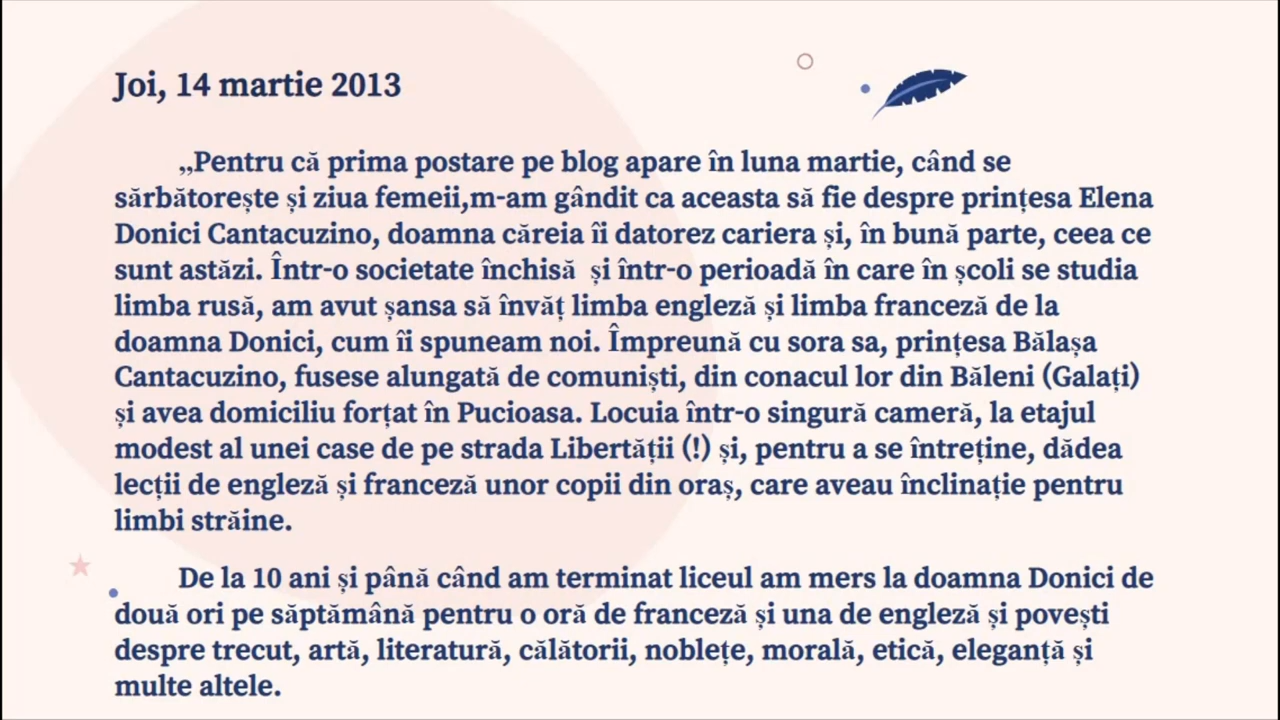 Joi, 14 martie 2013
„Pentru că prima postare pe blog apare în luna martie, când se
sărbătorește și ziua femeii,m-am gândit ca aceasta să fie despre prințesa Elena
Donici Cantacuzino, doamna căreia îi datorez cariera și, în bună parte, ceea ce
sunt astăzi. Într-o societate închisă  și într-o perioadă în care în școli se studia
limba rusă, am avut șansa să învăț limba engleză și limba franceză de la
doamna Donici, cum îi spuneam noi. Împreună cu sora sa, prințesa Bălașa
Cantacuzino, fusese alungată de comuniști, din conacul lor din Băleni (Galați)
și avea domiciliu forțat în Pucioasa. Locuia într-o singură cameră, la etajul
modest al unei case de pe strada Libertății (!) și, pentru a se întreține, dădea
lecții de engleză și franceză unor copii din oraș, care aveau înclinație pentru
limbi străine.
De la 10 ani și până când am terminat liceul am mers la doamna Donici de
două ori pe săptămână pentru o oră de franceză și una de engleză și povești
despre trecut, artă, literatură, călătorii, noblețe, morală, etică, eleganță și
multe altele.